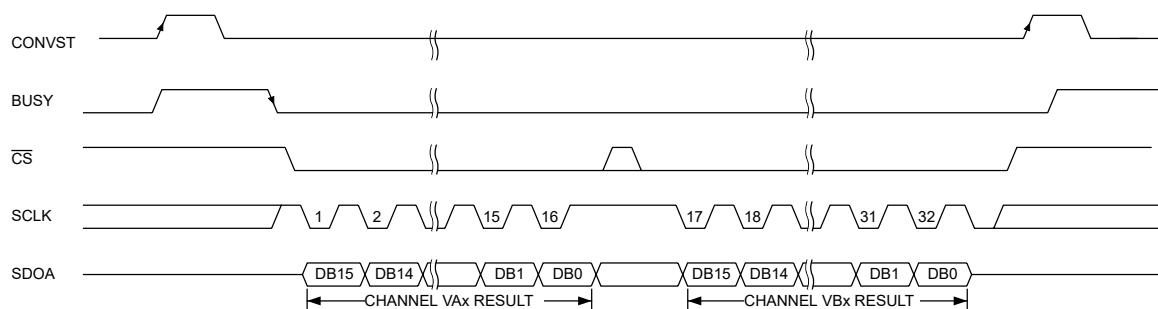 CONVST
BUSY
CS
SCLK 1 2 15 16 17 18 31 32
SDOA DB15 DB14 DB1 DB0 DB15 DB14 DB1 DB0
CHANNEL VAx RESULT CHANNEL VBx RESULT